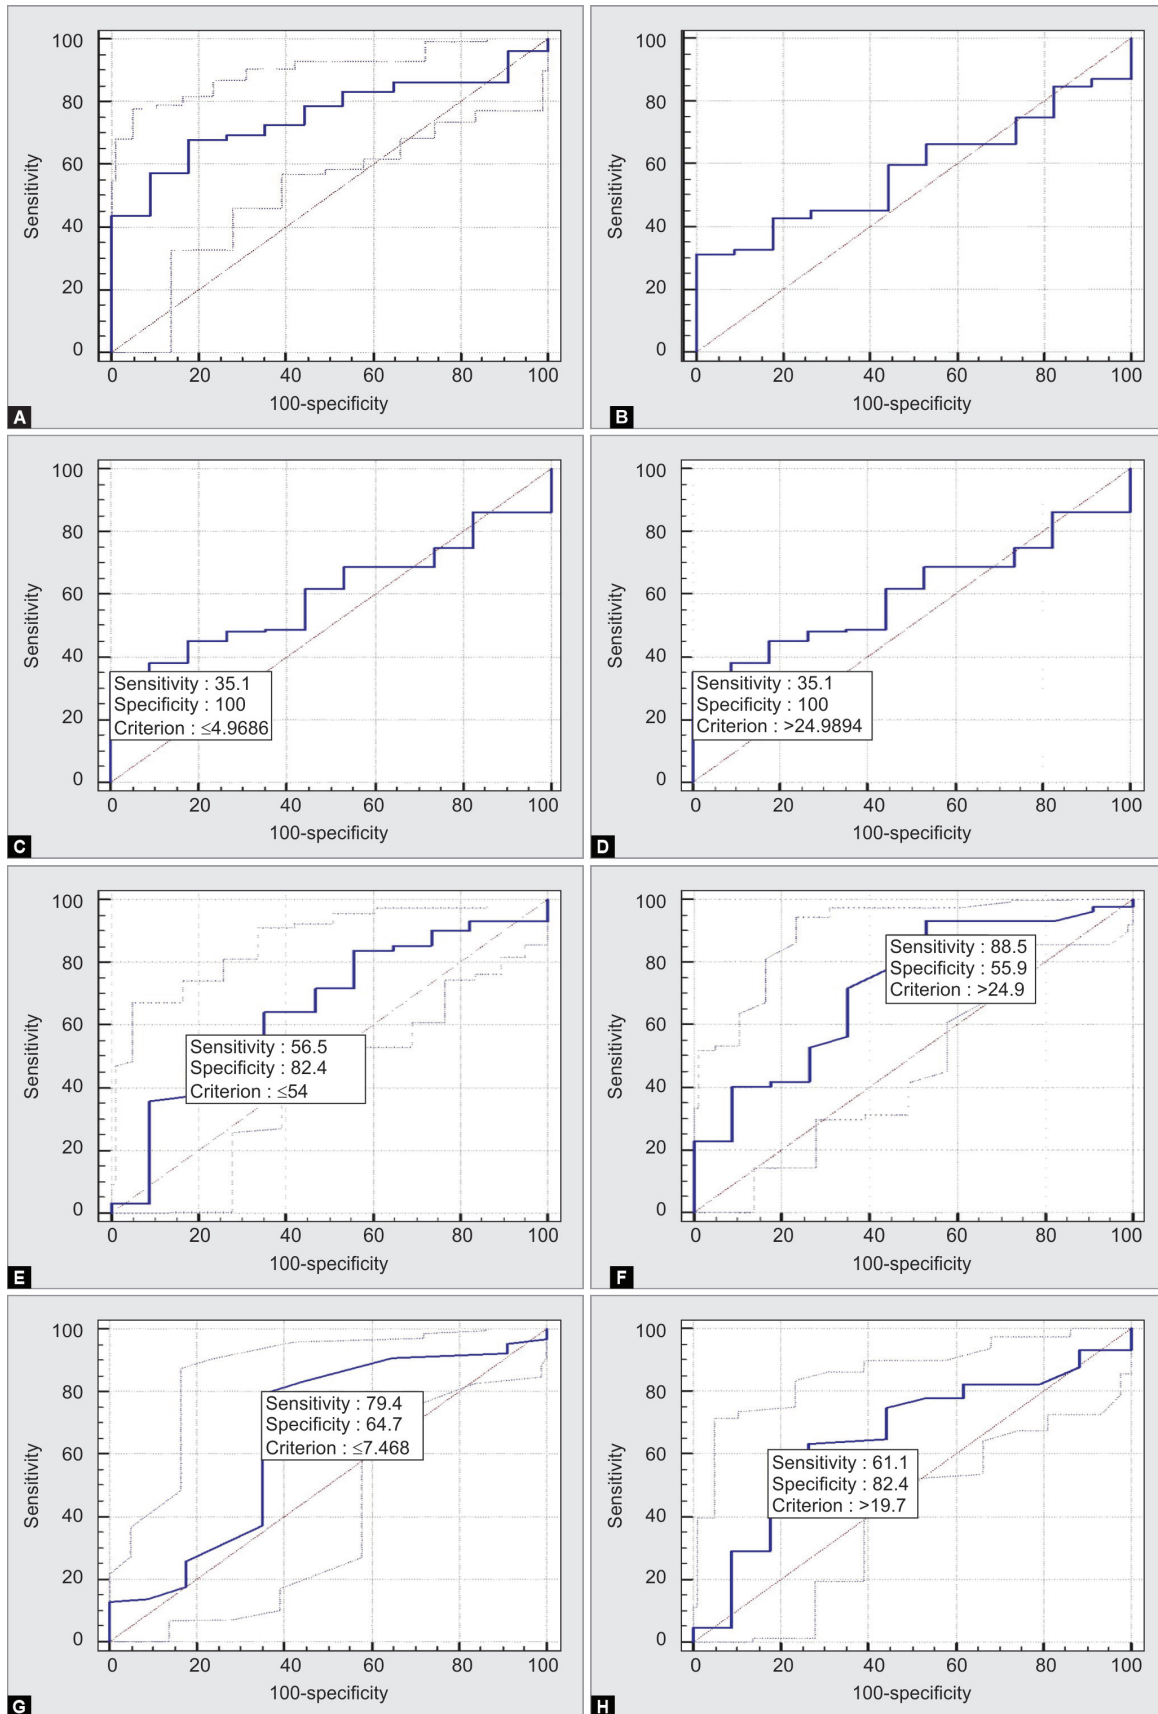 100
80
60
40
20
0
Sensitivity
0 20 40 60 80 100
100-specificity
A
100
80
60
40
20
0
Sensitivity
0 20 40 60 80 100
100-specificity
B
100
80
60
40
20
0
Sensitivity
Sensitivity : 35.1
Specificity : 100
Criterion : ≤4.9686
0 20 40 60 80 100
100-specificity
C
100
80
60
40
20
0
Sensitivity
Sensitivity : 35.1
Specificity : 100
Criterion : >24.9894
0 20 40 60 80 100
100-specificity
D
100
80
60
40
20
0
Sensitivity
Sensitivity : 56.5
Specificity : 82.4
Criterion : ≤54
0 20 40 60 80 100
100-specificity
E
100
80
60
40
20
0
Sensitivity
Sensitivity : 88.5
Specificity : 55.9
Criterion : >24.9
0 20 40 60 80 100
100-specificity
F
100
80
60
40
20
0
Sensitivity
Sensitivity : 79.4
Specificity : 64.7
Criterion : ≤7.468
0 20 40 60 80 100
100-specificity
G
100
80
60
40
20
0
Sensitivity
Sensitivity : 61.1
Specificity : 82.4
Criterion : >19.7
0 20 40 60 80 100
100-specificity
H